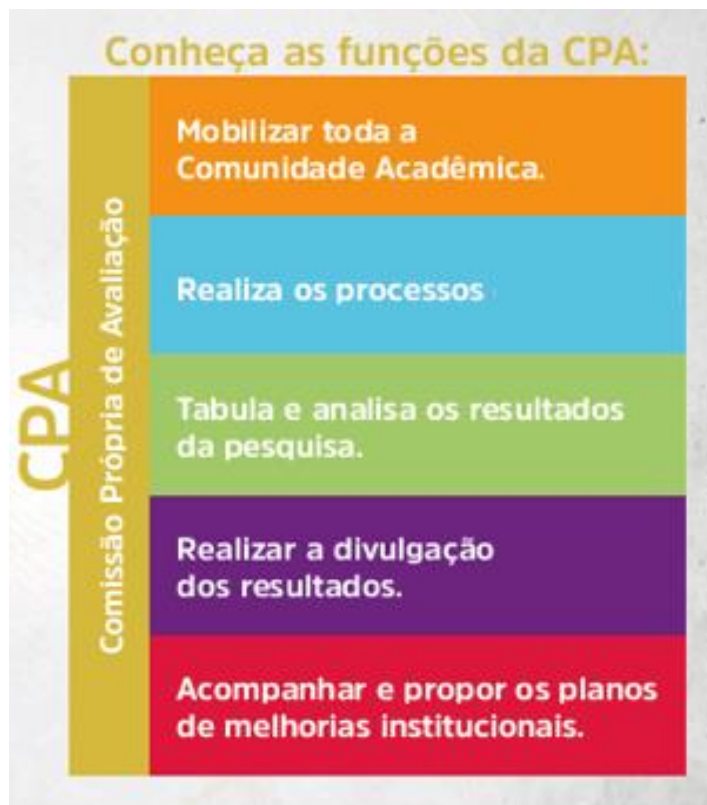 Conheça as funções da CPA:
CPA
Comissão Própria de Avaliação
Mobilizar toda a
Comunidade Acadêmica.
Realiza os processos
Tabula e analisa os resultados
da pesquisa.
Realizar a divulgação
dos resultados.
Acompanhar e propor os planos
de melhorias institucionais.